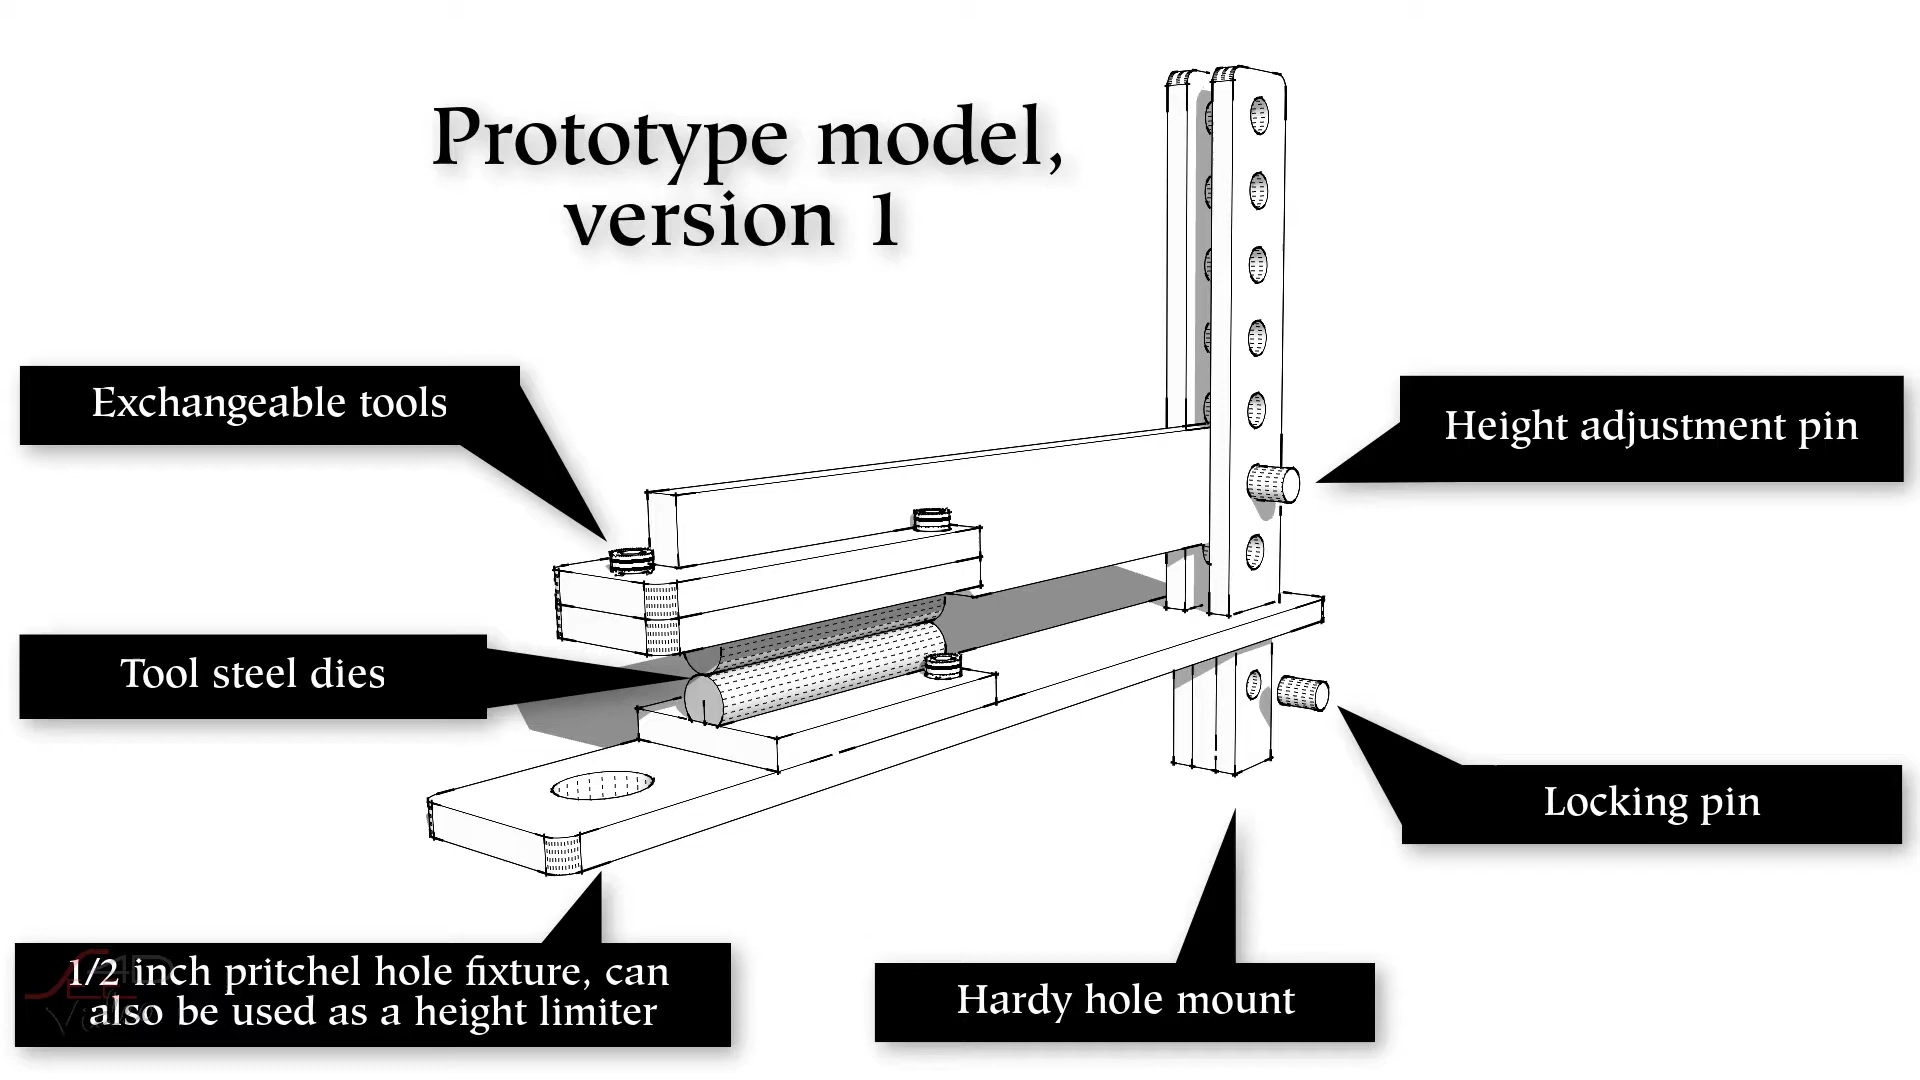 Prototype model,
version 1
Exchangeable tools
Height adjustment pin
Tool steel dies
Locking pin
1/2 inch pritchel hole fixture, can
also be used as a height limiter
Hardy hole mount